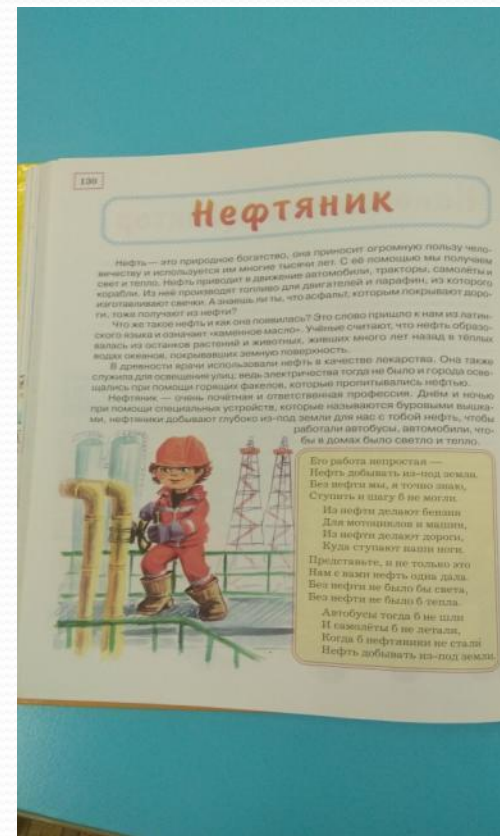 130
Нефтяник
Нефть — это природное богатство, она приносит огромную пользу чело-
вечеству и используется им многие тысячи лет. С её помощью мы получаем
свет и тепло. Нефть приводит в движение автомобили, тракторы, самолёты и
корабли. Из неё производят топливо для двигателей и парафин, из которого
изготавливают свечки. А знаешь ли ты, что асфальт, которым покрывают доро-
ги, тоже получают из нефти?
Что же такое нефть и как она появилась? Это слово пришло к нам из латин-
ского языка и означает «каменное масло». Учёные считают, что нефть образо-
валась из останков растений и животных, живших много лет назад в тёплых
водах океанов, покрывавших земную поверхность.
В древности врачи использовали нефть в качестве лекарства. Она также
служила для освещения улиц: ведь электричества тогда не было и города осве-
щались при помощи горящих факелов, которые пропитывались нефтью.
Нефтяник — очень почётная и ответственная профессия. Днём и ночью
при помощи специальных устройств, которые называются буровыми вышка-
ми, нефтяники добывают глубоко из-под земли для нас с тобой нефть, чтобы
работали автобусы, автомобили, что-
бы в домах было светло и тепло.
Его работа непростая —
Нефть добывать из-под земли.
Без нефти мы, я точно знаю,
Ступить и шагу б не могли.
Из нефти делают бензин
Для мотоциклов и машин,
Из нефти делают дороги,
Куда ступают наши ноги.
Представьте, и не только это
Нам с вами нефть одна дала.
Без нефти не было бы света,
Без нефти не было б тепла.
Автобусы тогда б не шли
И самолёты б не летали,
Когда б нефтяники не стали
Нефть добывать из-под земли.